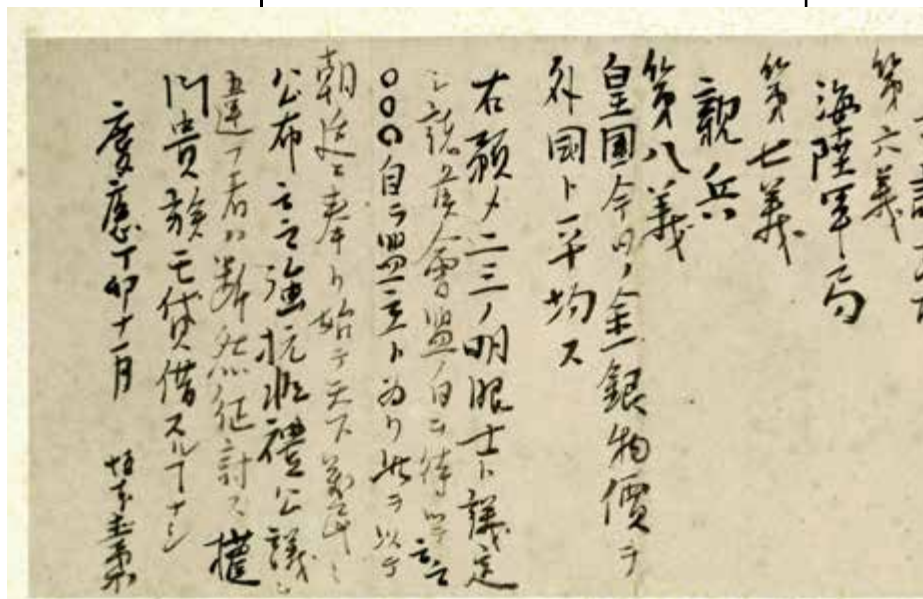 第六義
海陸軍局
第七義
親兵
第八義
皇国今日ノ金銀物價ヲ
外国ト平均ス
右預メ二三ノ明眼士ト議定
シ諸侯會盟ノ日ヲ待ツテ云云
○○○自ラ盟主ト為リ此ヲ以テ
朝廷ニ奉リ始テ天下萬民ニ
公布云云強抗非禮公議ニ
違フ者ハ断然征討ス權
門貴族モ貸借スルヿナシ
慶應丁卯十一月 坂本直柔